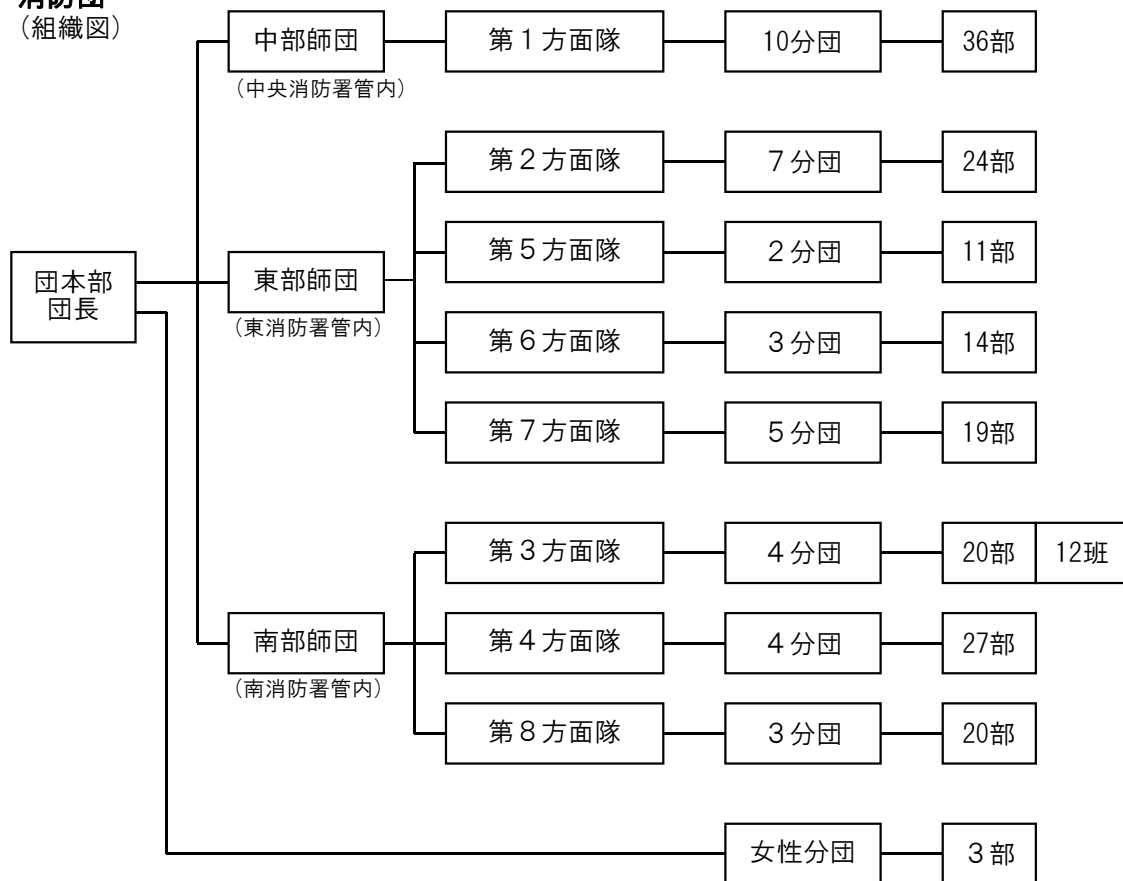 消防団
（組織図）
中部師団 第１方面隊 10分団 36部
（中央消防署管内）
第２方面隊 ７分団 24部
第５方面隊 ２分団 11部
団本部
団長
東部師団
（東消防署管内）
第６方面隊 ３分団 14部
第７方面隊 ５分団 19部
第３方面隊 ４分団 20部 12班
南部師団 第４方面隊 ４分団 27部
（南消防署管内）
第８方面隊 ３分団 20部
女性分団 ３部